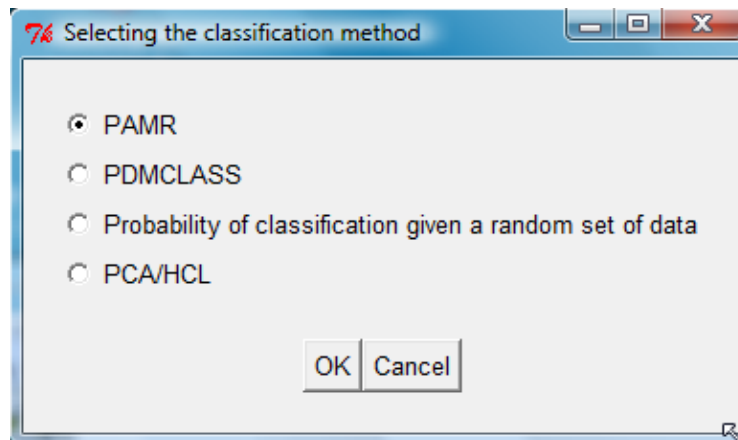 Selecting the classification method
PAMR
PDMCLASS
Probability of classification given a random set of data
PCA/HCL
OK Cancel